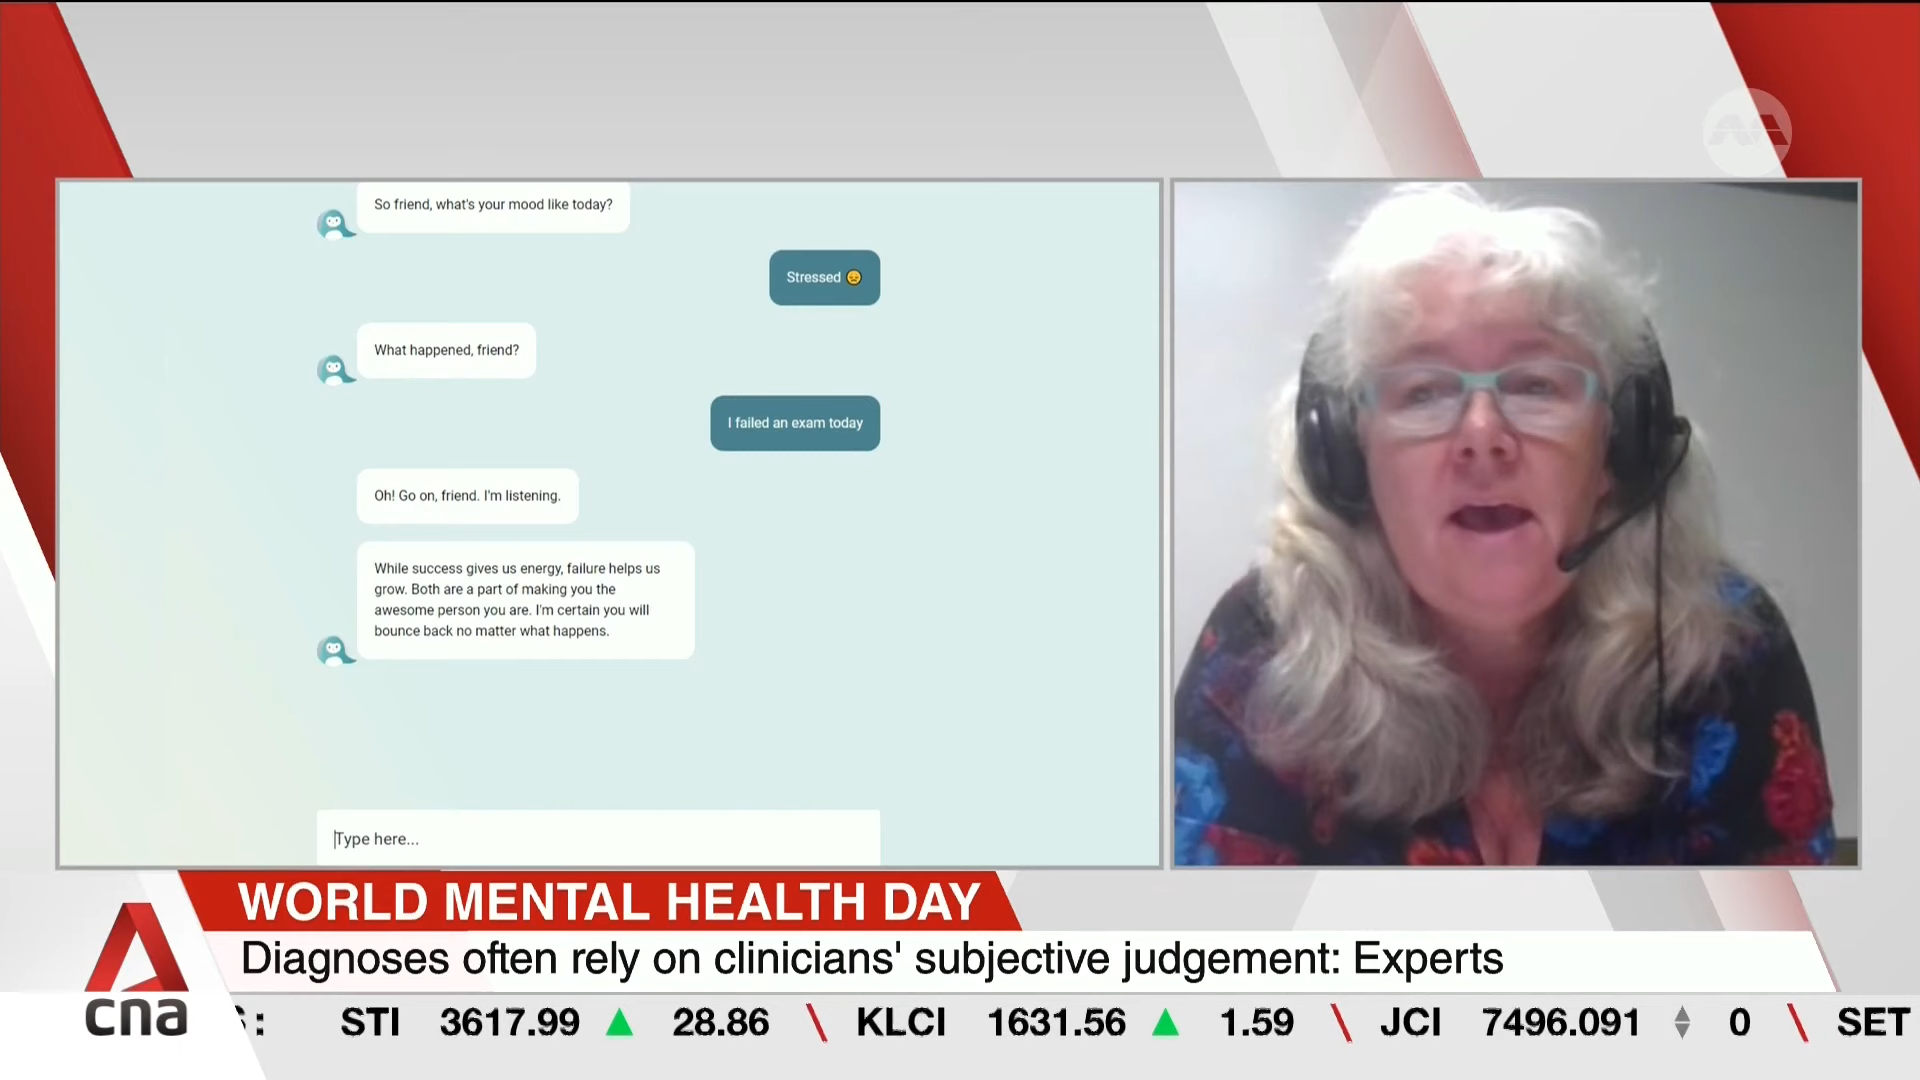 So friend, what's your mood like today?
Stressed
What happened, friend?
I failed an exam today
Oh! Go on, friend. I'm listening.
While success gives us energy, failure helps us
grow. Both are a part of making you the
awesome person you are. I'm certain you will
bounce back no matter what happens.
Type here...
WORLD MENTAL HEALTH DAY
Diagnoses often rely on clinicians' subjective judgement: Experts
cna
: STI 3617.99 ▲ 28.86 \ KLCI 1631.56 ▲ 1.59 \ JCI 7496.091 0 \ SET